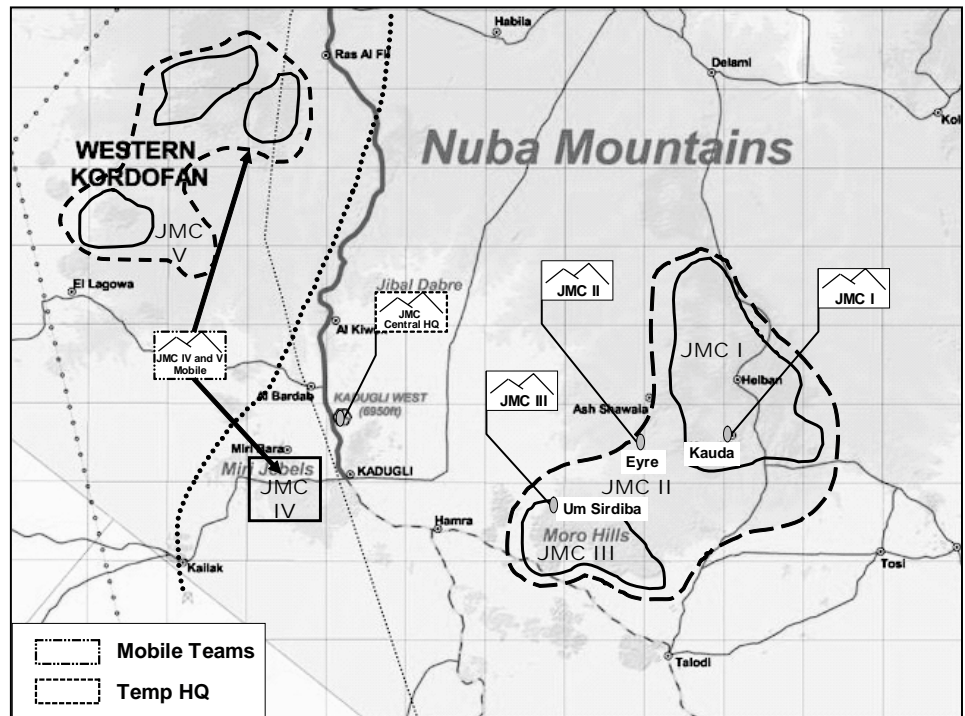 Habila
Ras Al Fil
Delami
Kol
Nuba Mountains
WESTERN
KORDOFAN
JMC
V
El Lagowa
Jibal Dabre
JMC
Central HQ
JMC II
JMC I
Al Kiw
JMC IV and V
Mobile
JMC I
Heiban
JMC III
Al Bardab
KADUGLI WEST
(6950ft)
Ash Shawaia
Kauda
Eyre
Miri Bara
Miri Jebels
KADUGLI
JMC
IV
JMC II
Um Sirdiba
Hamra
Moro Hills
JMC III
Tosi
Kailak
Talodi
Mobile Teams
Temp HQ